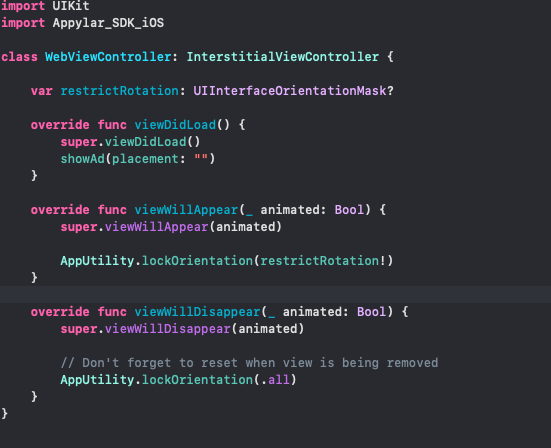 import UIKit
import Appylar_SDK_iOS
class WebViewController: InterstitialViewController {
var restrictRotation: UIInterfaceOrientationMask?
override func viewDidLoad() {
super.viewDidLoad()
showAd(placement: "")
}
override func viewWillAppear(_ animated: Bool) {
super.viewWillAppear(animated)
AppUtility.lockOrientation(restrictRotation!)
}
override func viewWillDisappear(_ animated: Bool) {
super.viewWillDisappear(animated)
// Don't forget to reset when view is being removed
AppUtility.lockOrientation(.all)
}
}